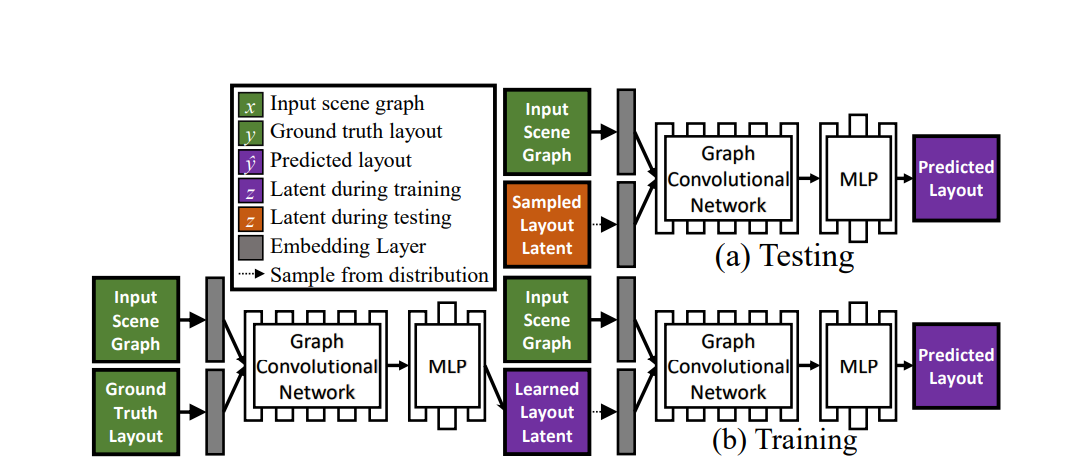 x Input scene graph
y Ground truth layout
ŷ Predicted layout
z Latent during training
z Latent during testing
Embedding Layer
Sample from distribution
Input
Scene
Graph
Sampled
Layout
Latent
Graph
Convolutional
Network
MLP
Predicted
Layout
(a) Testing
Input
Scene
Graph
Ground
Truth
Layout
Graph
Convolutional
Network
MLP
Input
Scene
Graph
Learned
Layout
Latent
Graph
Convolutional
Network
MLP
Predicted
Layout
(b) Training